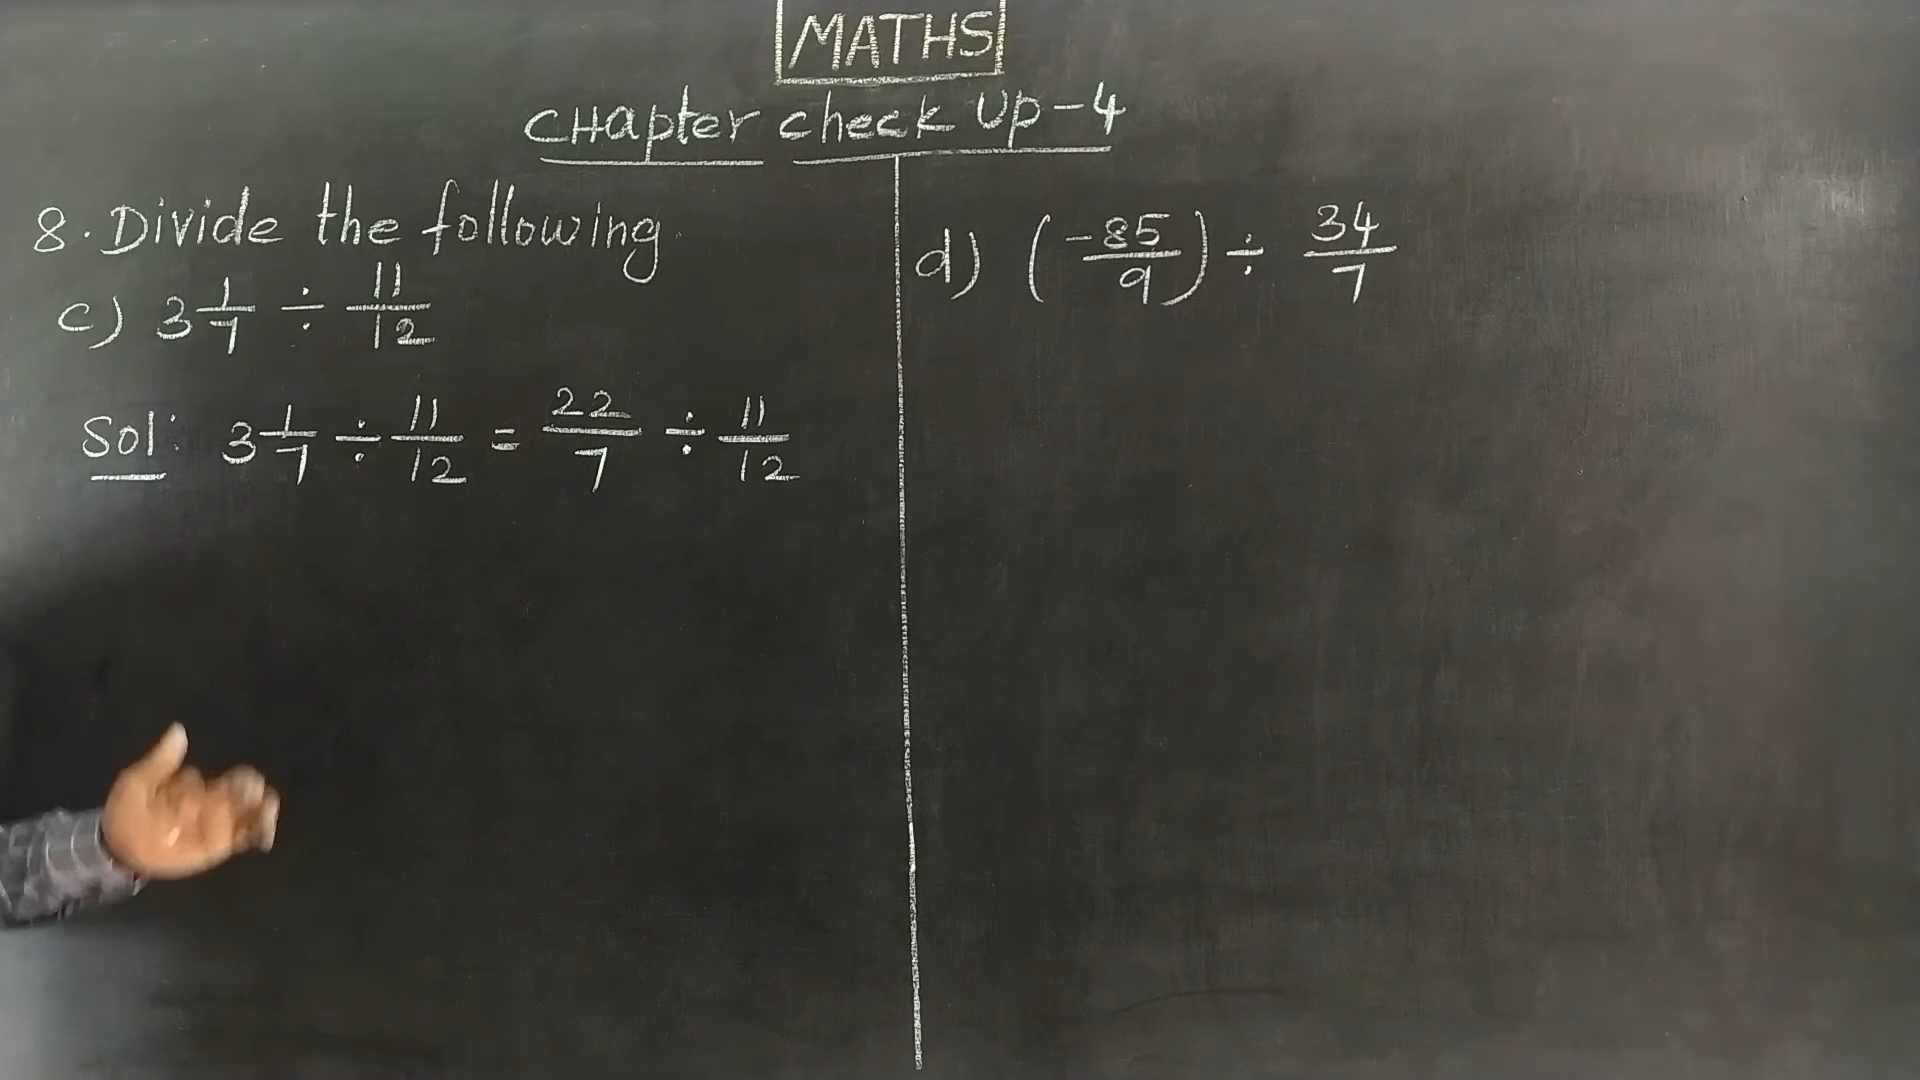 MATHS
CHapter check Up-4
8. Divide the following
c) 3 1/7 ÷ 11/12
Sol: 3 1/7 ÷ 11/12 = 22/7 ÷ 11/12
d) (-85/9) ÷ 34/7